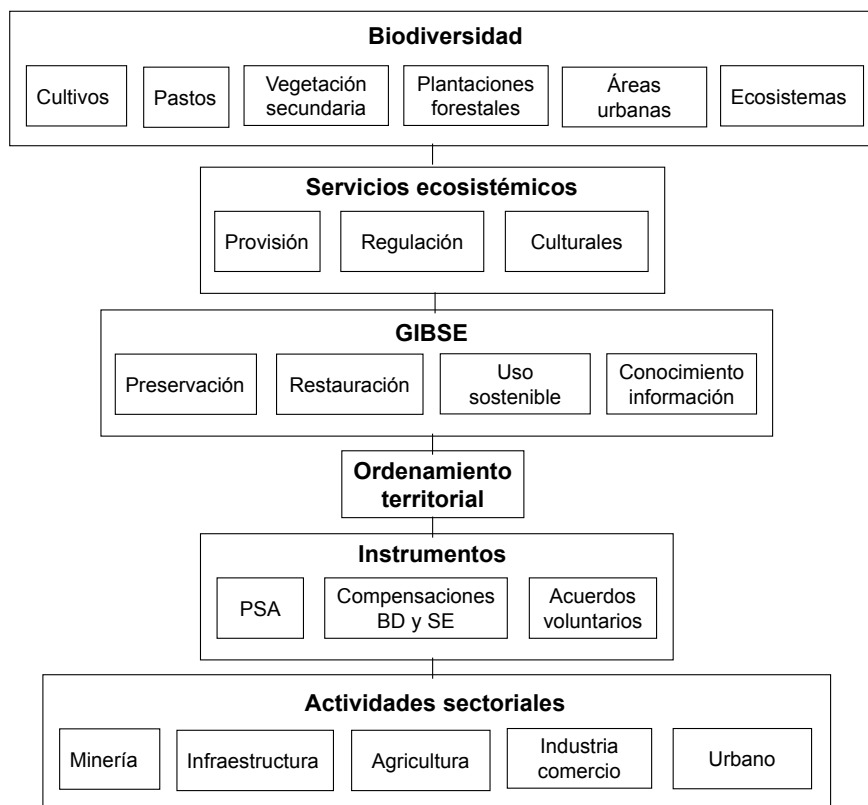 Biodiversidad
Cultivos
Pastos
Vegetación
secundaria
Plantaciones
forestales
Áreas
urbanas
Ecosistemas
Servicios ecosistémicos
Provisión
Regulación
Culturales
GIBSE
Preservación
Restauración
Uso
sostenible
Conocimiento
información
Ordenamiento
territorial
Instrumentos
PSA
Compensaciones
BD y SE
Acuerdos
voluntarios
Actividades sectoriales
Minería
Infraestructura
Agricultura
Industria
comercio
Urbano